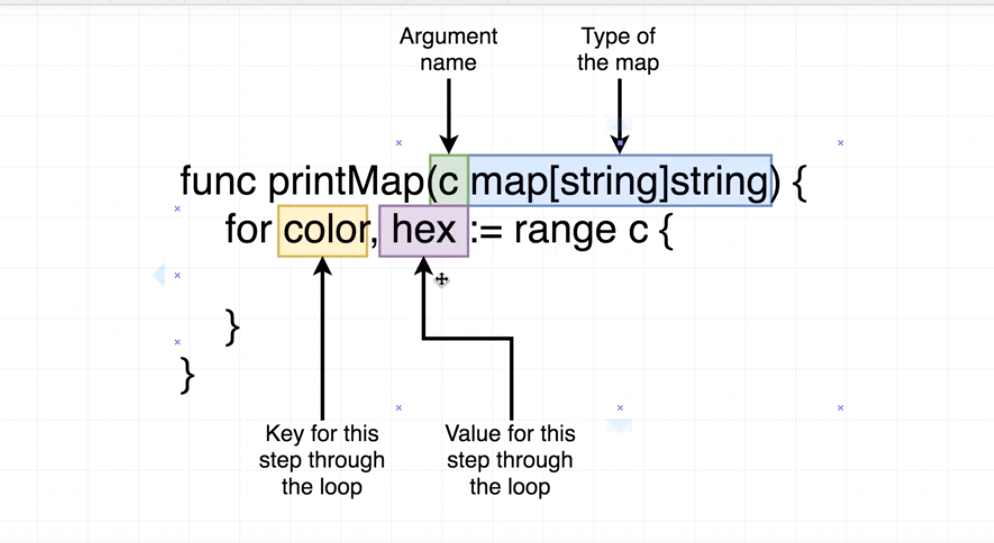 Argument
name
Type of
the map
func printMap(c map[string]string) {
for color, hex := range c {
}
}
Key for this
step through
the loop
Value for this
step through
the loop